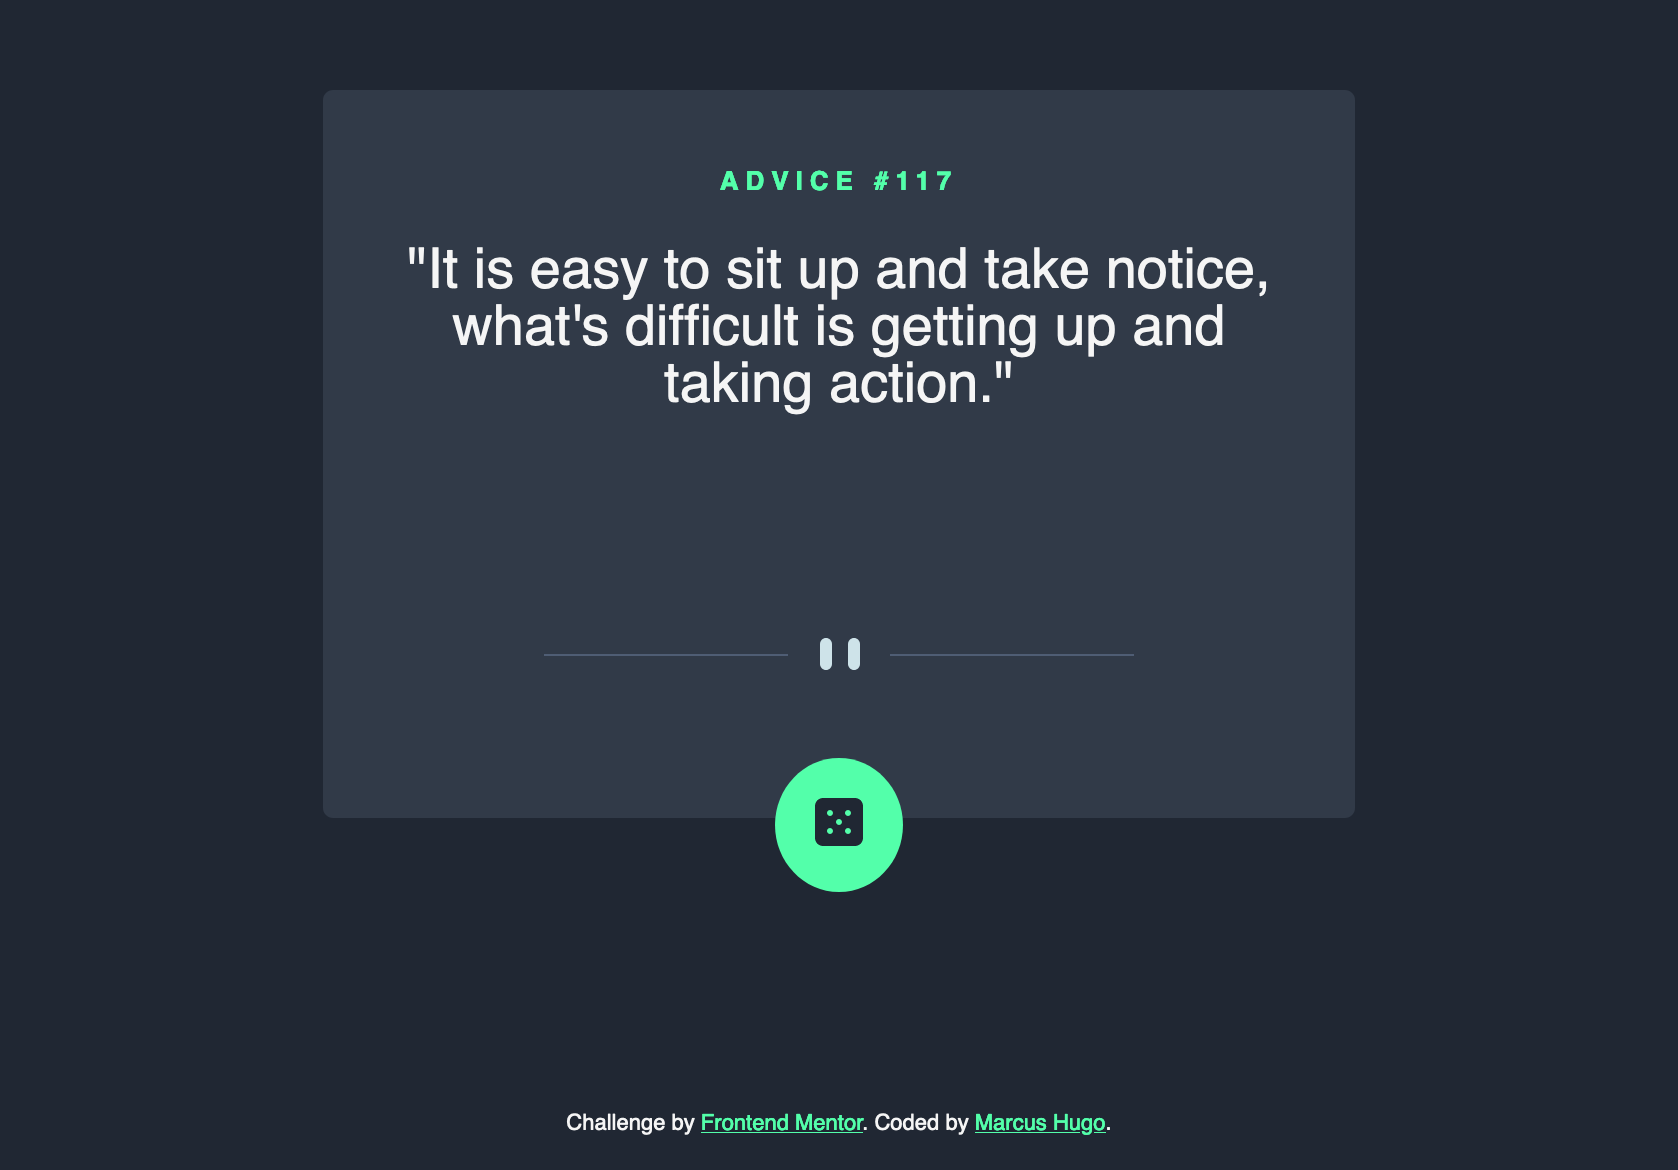 ADVICE #117
"It is easy to sit up and take notice,
what's difficult is getting up and
taking action."
Challenge by Frontend Mentor. Coded by Marcus Hugo.